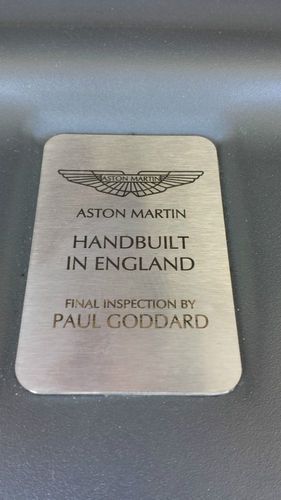 ASTON MARTIN
ASTON MARTIN
HANDBUILT
IN ENGLAND
FINAL INSPECTION BY
PAUL GODDARD